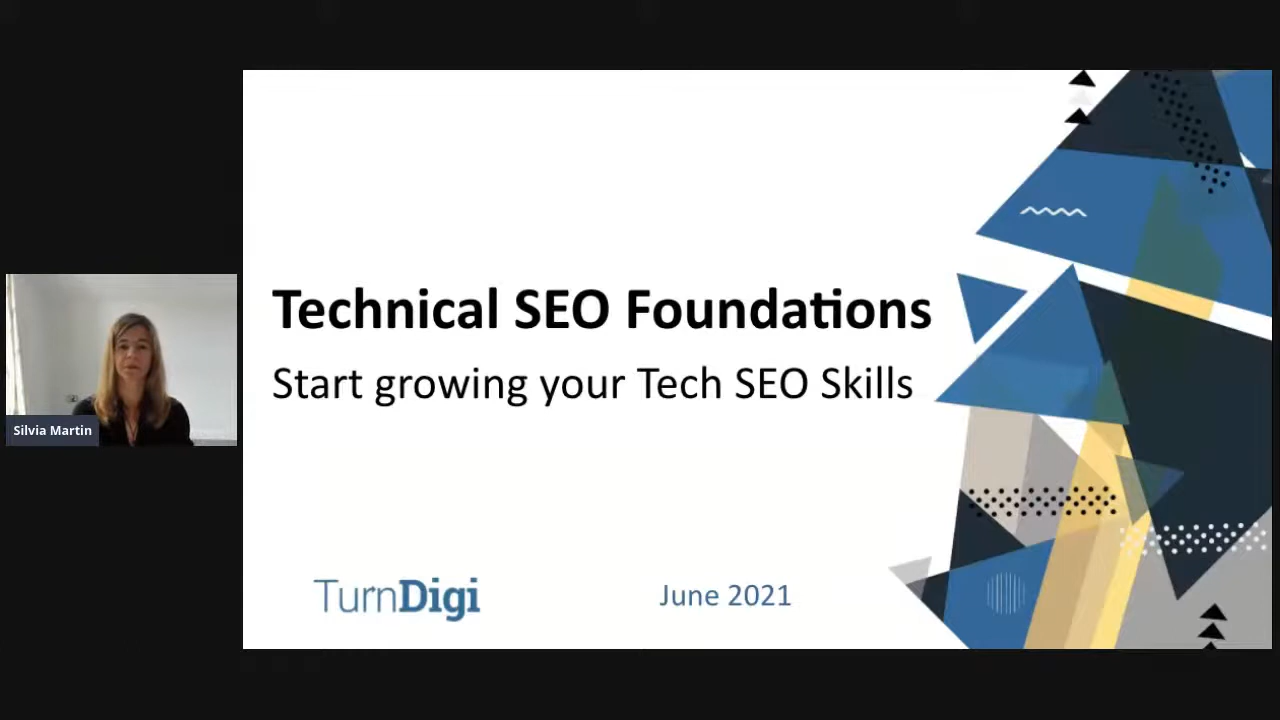 Technical SEO Foundations
Start growing your Tech SEO Skills
Silvia Martin
TurnDigi
June 2021